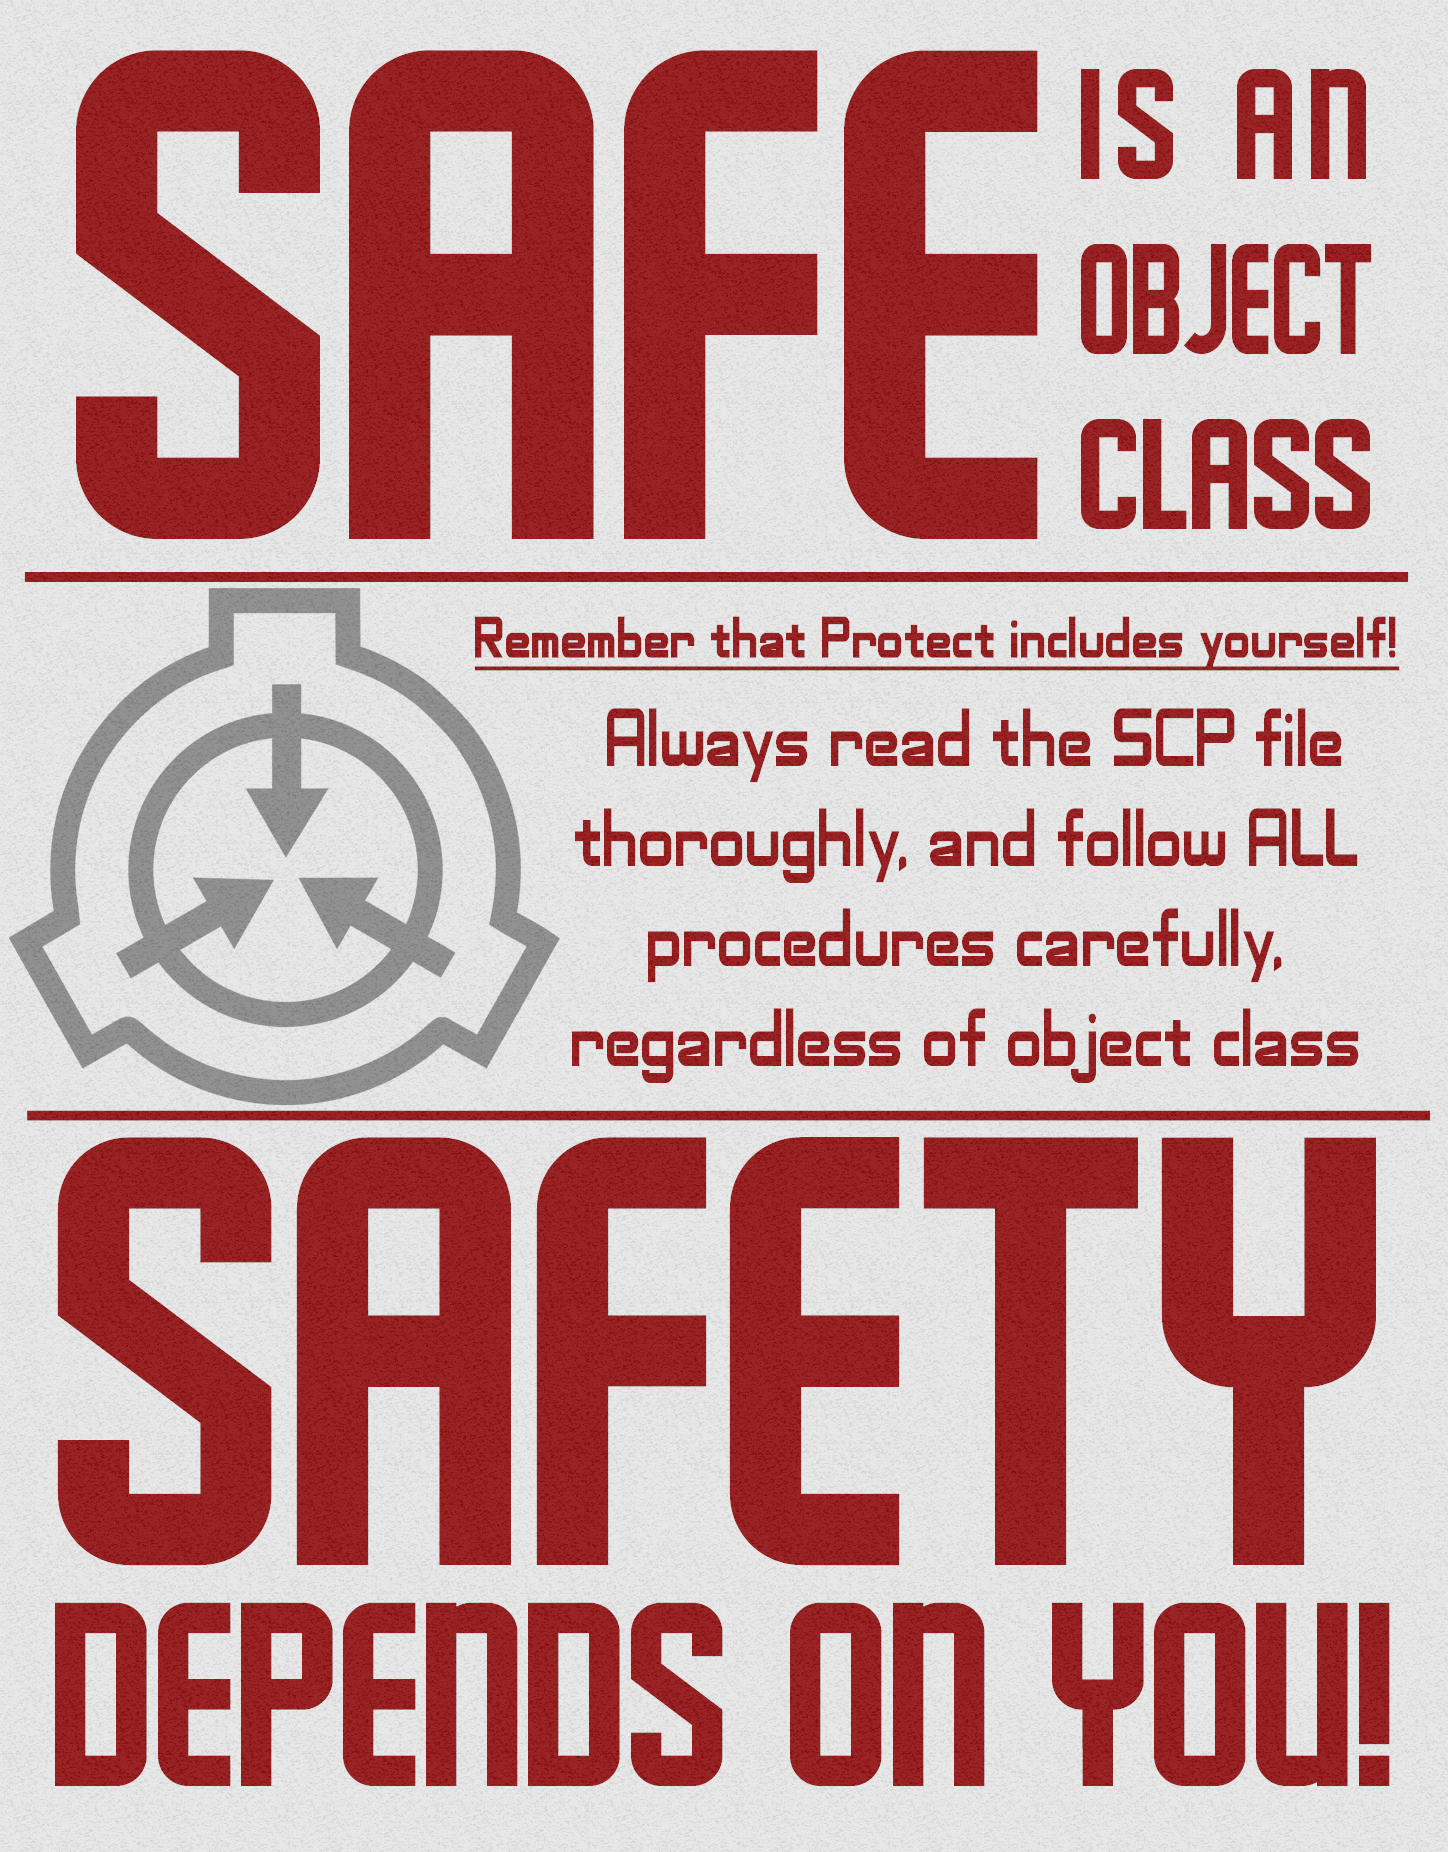 SAFE
IS AN
OBJECT
CLASS
Remember that Protect includes yourself!
Always read the SCP file
thoroughly, and follow ALL
procedures carefully,
regardless of object class
SAFETY
DEPENDS ON YOU!